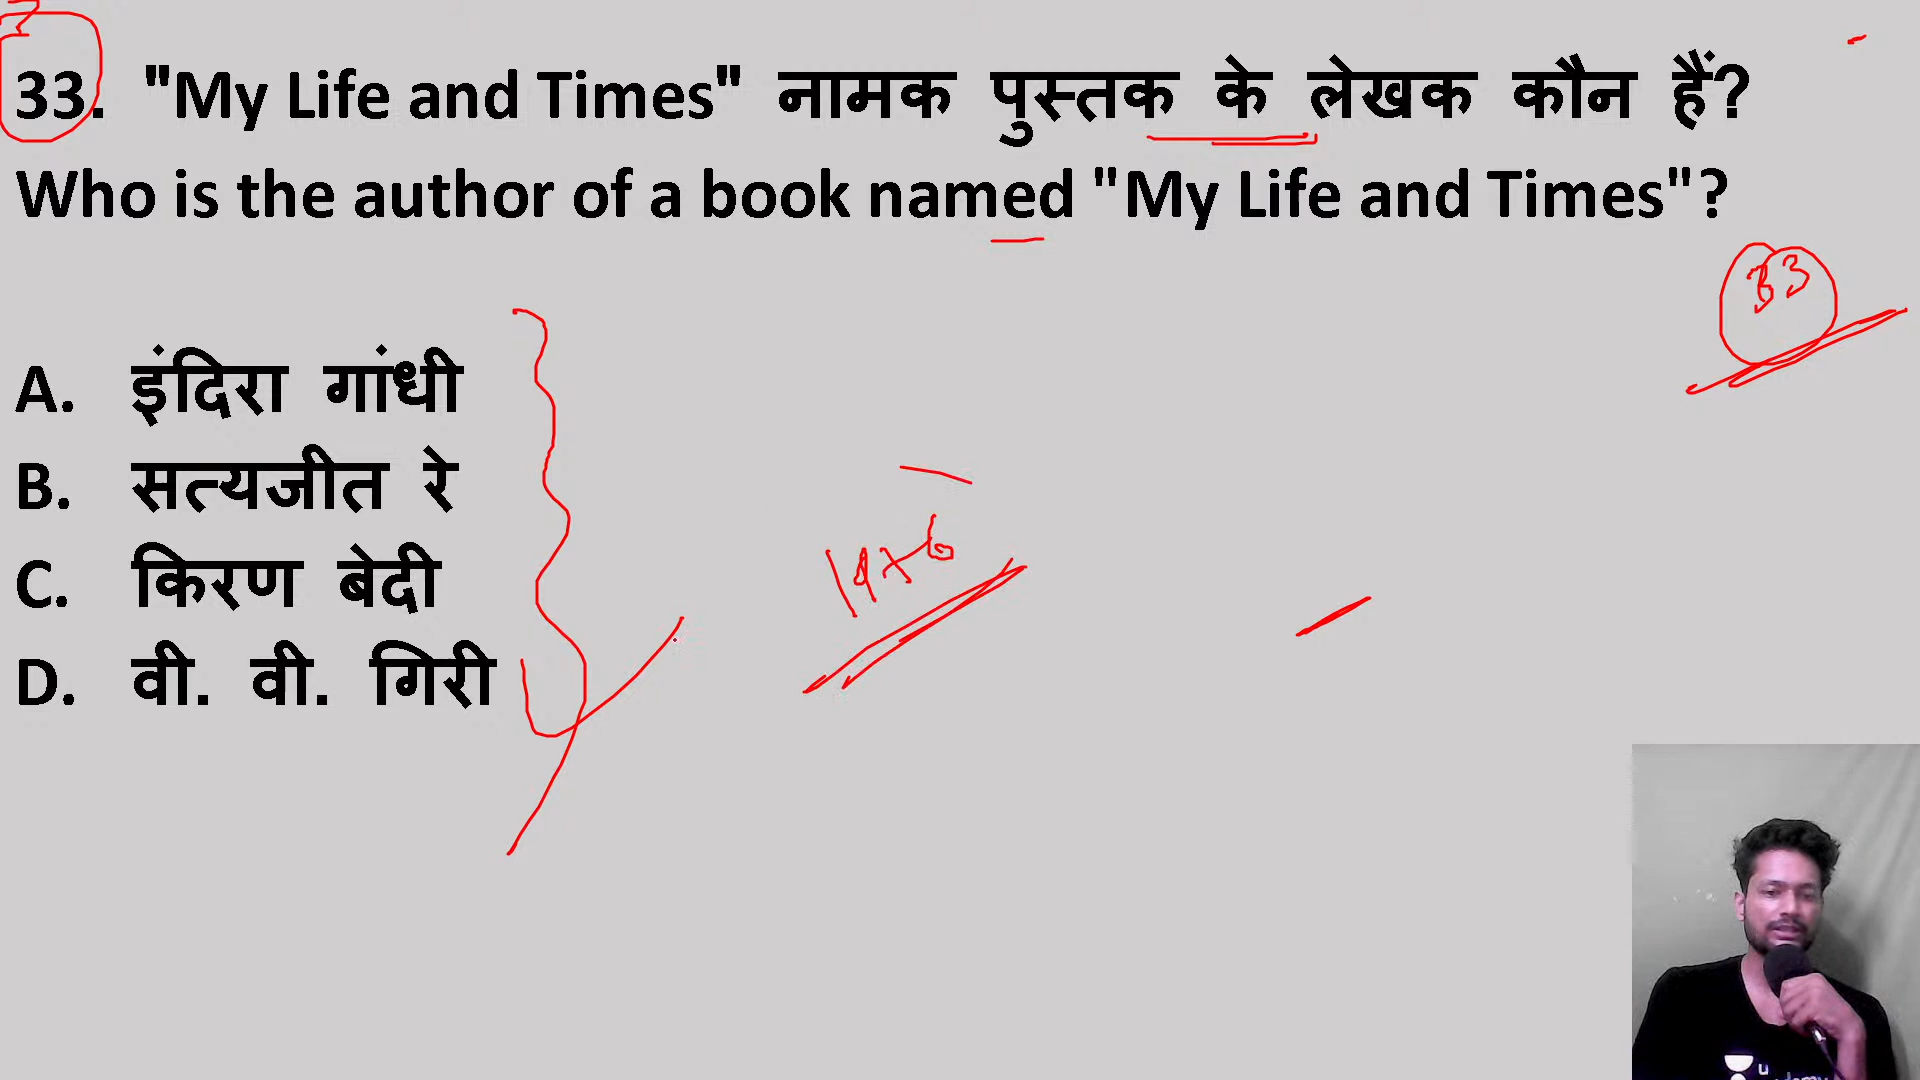 33. "My Life and Times" नामक पुस्तक के लेखक कौन हैं?
Who is the author of a book named "My Life and Times"?
33
A. इंदिरा गांधी
B. सत्यजीत रे
C. किरण बेदी
D. वी. वी. गिरी
1976